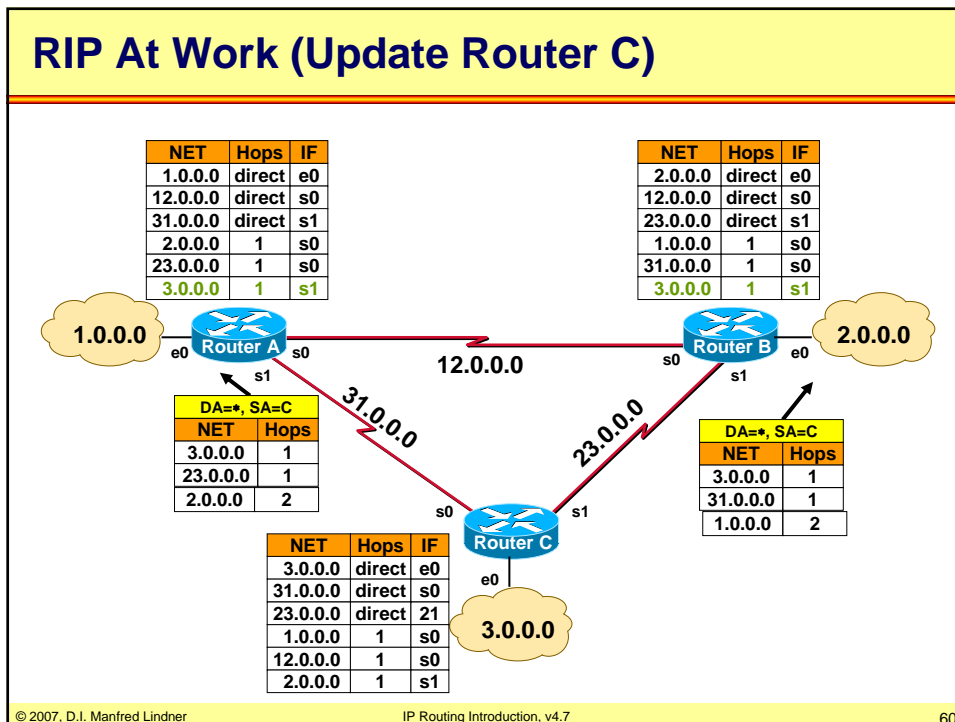 RIP At Work (Update Router C)
NET Hops IF
1.0.0.0 direct e0
12.0.0.0 direct s0
31.0.0.0 direct s1
2.0.0.0 1 s0
23.0.0.0 1 s0
3.0.0.0 1 s1
NET Hops IF
2.0.0.0 direct e0
12.0.0.0 direct s0
23.0.0.0 direct s1
1.0.0.0 1 s0
31.0.0.0 1 s0
3.0.0.0 1 s1
1.0.0.0
e0
Router A
s0
s1
12.0.0.0
s0
Router B
e0
s1
2.0.0.0
31.0.0.0
23.0.0.0
DA=*, SA=C
NET Hops
3.0.0.0 1
23.0.0.0 1
2.0.0.0 2
DA=*, SA=C
NET Hops
3.0.0.0 1
31.0.0.0 1
1.0.0.0 2
s0
s1
Router C
e0
3.0.0.0
NET Hops IF
3.0.0.0 direct e0
31.0.0.0 direct s0
23.0.0.0 direct 21
1.0.0.0 1 s0
12.0.0.0 1 s0
2.0.0.0 1 s1
© 2007, D.I. Manfred Lindner
IP Routing Introduction, v4.7
60